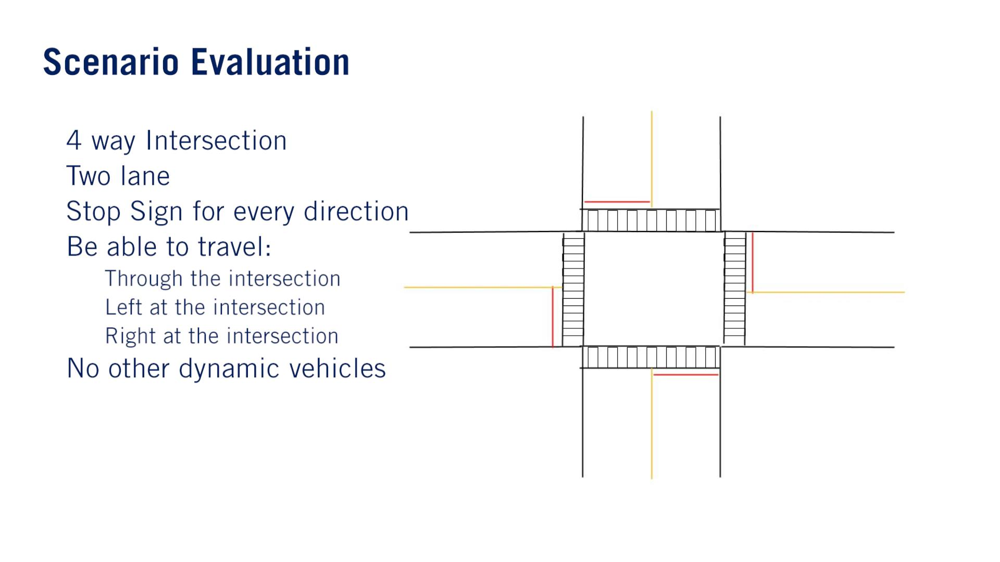 Scenario Evaluation
4 way Intersection
Two lane
Stop Sign for every direction
Be able to travel:
Through the intersection
Left at the intersection
Right at the intersection
No other dynamic vehicles